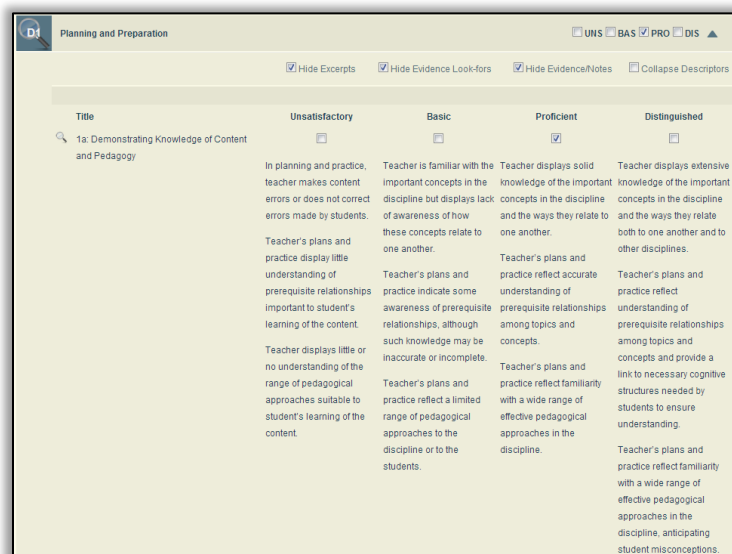 D1 Planning and Preparation UNS BAS PRO DIS
Hide Excerpts Hide Evidence Look-fors Hide Evidence/Notes Collapse Descriptors
Title Unsatisfactory Basic Proficient Distinguished
1a: Demonstrating Knowledge of Content
and Pedagogy
In planning and practice,
teacher makes content
errors or does not correct
errors made by students.
Teacher's plans and
practice display little
understanding of
prerequisite relationships
important to student's
learning of the content.
Teacher displays little or
no understanding of the
range of pedagogical
approaches suitable to
student's learning of the
content.
Teacher is familiar with the
important concepts in the
discipline but displays lack
of awareness of how
these concepts relate to
one another.
Teacher's plans and
practice indicate some
awareness of prerequisite
relationships, although
such knowledge may be
inaccurate or incomplete.
Teacher's plans and
practice reflect a limited
range of pedagogical
approaches to the
discipline or to the
students.
Teacher displays solid
knowledge of the important
concepts in the discipline
and the ways they relate to
one another.
Teacher's plans and
practice reflect accurate
understanding of
prerequisite relationships
among topics and
concepts.
Teacher's plans and
practice reflect familiarity
with a wide range of
effective pedagogical
approaches in the
discipline.
Teacher displays extensive
knowledge of the important
concepts in the discipline
and the ways they relate
both to one another and to
other disciplines.
Teacher's plans and
practice reflect
understanding of
prerequisite relationships
among topics and
concepts and provide a
link to necessary cognitive
structures needed by
students to ensure
understanding.
Teacher's plans and
practice reflect familiarity
with a wide range of
effective pedagogical
approaches in the
discipline, anticipating
student misconceptions.